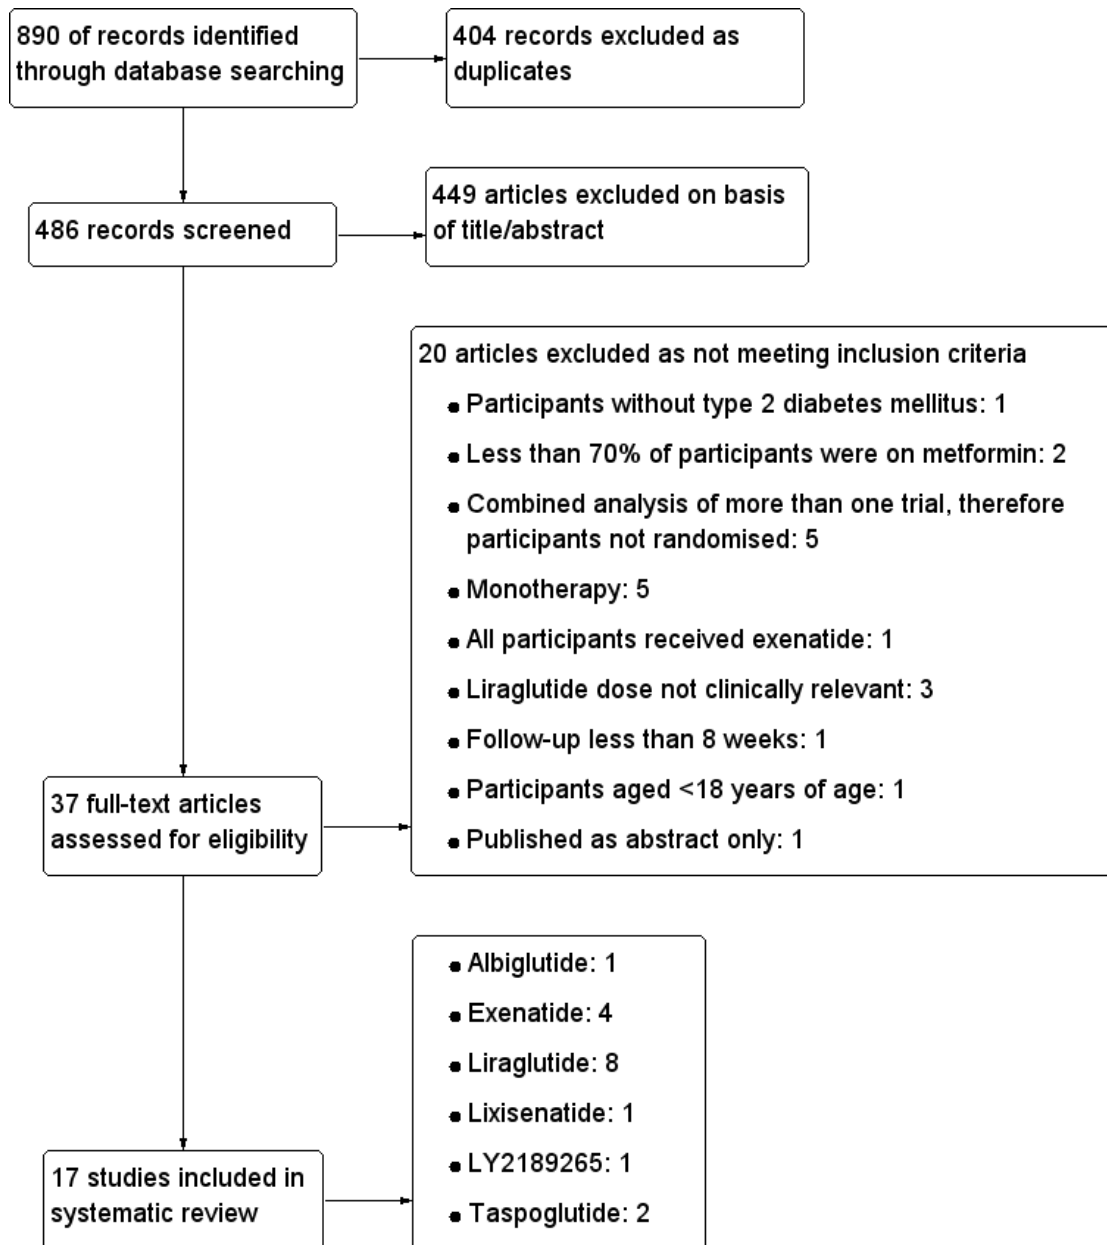 890 of records identified
through database searching
404 records excluded as
duplicates
486 records screened
449 articles excluded on basis
of title/abstract
20 articles excluded as not meeting inclusion criteria
● Participants without type 2 diabetes mellitus: 1
● Less than 70% of participants were on metformin: 2
● Combined analysis of more than one trial, therefore
participants not randomised: 5
● Monotherapy: 5
● All participants received exenatide: 1
● Liraglutide dose not clinically relevant: 3
● Follow-up less than 8 weeks: 1
● Participants aged <18 years of age: 1
● Published as abstract only: 1
37 full-text articles
assessed for eligibility
● Albiglutide: 1
● Exenatide: 4
● Liraglutide: 8
● Lixisenatide: 1
● LY2189265: 1
● Taspoglutide: 2
17 studies included in
systematic review